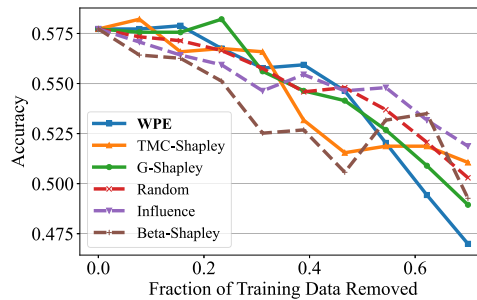 0.575
0.550
0.525
0.500
0.475
Accuracy
WPE
TMC-Shapley
G-Shapley
Random
Influence
Beta-Shapley
0.0 0.2 0.4 0.6
Fraction of Training Data Removed